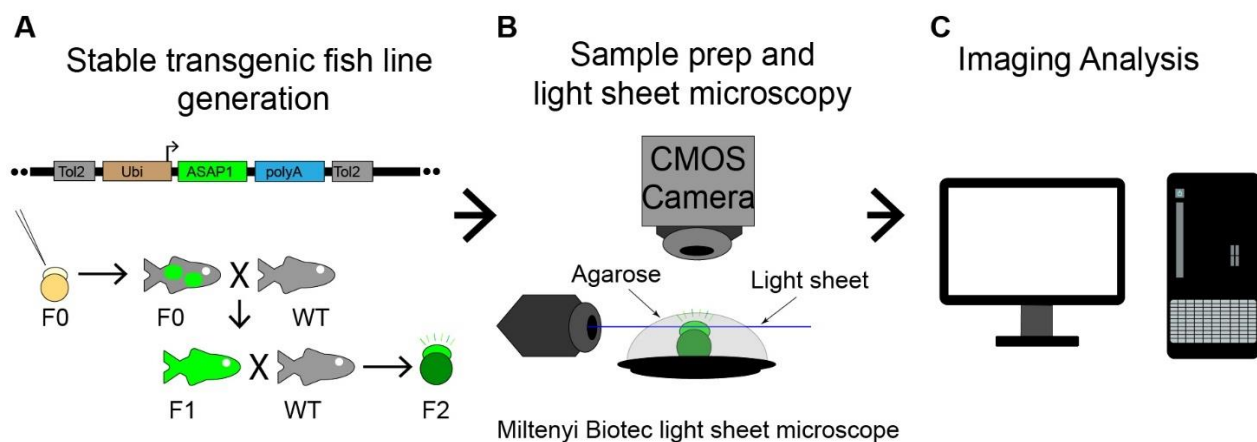 A
Stable transgenic fish line
generation
Tol2 Ubi ASAP1 polyA Tol2
F0 F0 X WT
F1 X WT F2
B
Sample prep and
light sheet microscopy
CMOS
Camera
Agarose Light sheet
Miltenyi Biotec light sheet microscope
C
Imaging Analysis